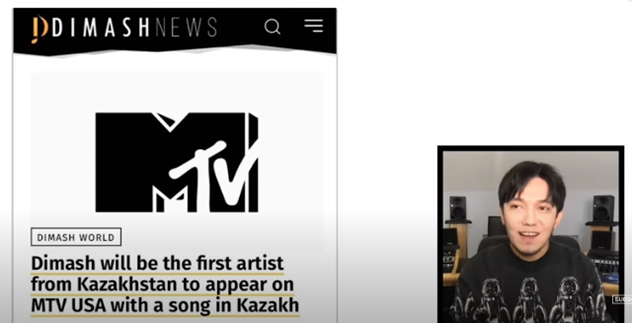 DIMASHNEWS
MTV
DIMASH WORLD
Dimash will be the first artist
from Kazakhstan to appear on
MTV USA with a song in Kazakh